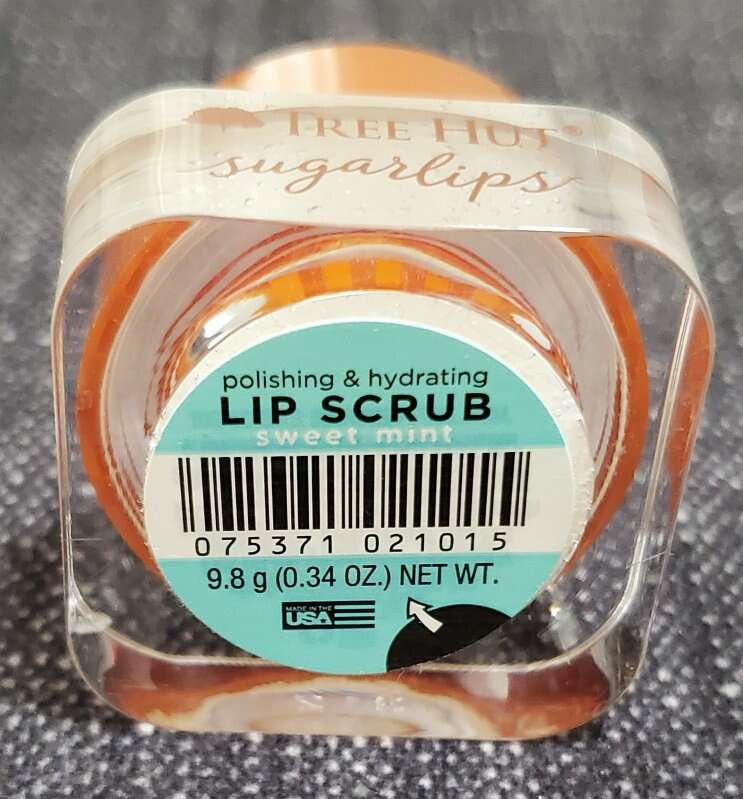 TREE HUT®
sugarlips
polishing & hydrating
LIP SCRUB
sweet mint
075371 021015
9.8 g (0.34 OZ.) NET WT.
MADE IN THE
USA